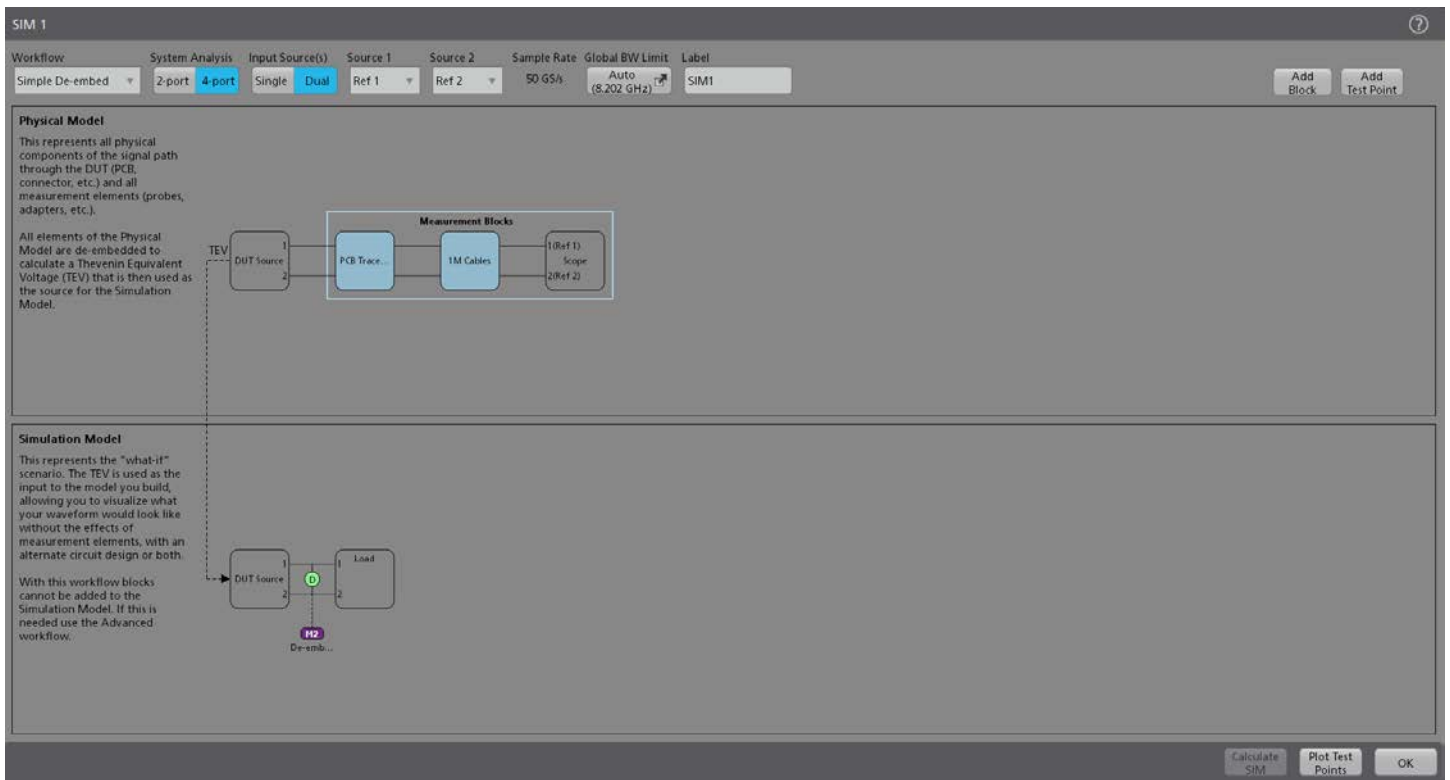 SIM 1
Workflow System Analysis Input Source(s) Source 1 Source 2 Sample Rate Global BW Limit Label
Simple De-embed 2-port 4-port Single Dual Ref 1 Ref 2 50 GS/s Auto (8.202 GHz) SIM1
Add Block
Add Test Point
Physical Model
This represents all physical
components of the signal path
through the DUT (PCB,
connector, etc.) and all
measurement elements (probes,
adapters, etc.).
All elements of the Physical
Model are de-embedded to
calculate a Thevenin Equivalent
Voltage (TEV) that is then used as
the source for the Simulation
Model.
Measurement Blocks
TEV
DUT Source
1
2
PCB Trace...
1M Cables
1(Ref 1)
Scope
2(Ref 2)
Simulation Model
This represents the "what-if"
scenario. The TEV is used as the
input to the model you build,
allowing you to visualize what
your waveform would look like
without the effects of
measurement elements, with an
alternate circuit design or both.
With this workflow blocks
cannot be added to the
Simulation Model. If this is
needed use the Advanced
workflow.
DUT Source
1
2
D
1
Load
2
M2
De-emb...
Calculate SIM
Plot Test Points
OK